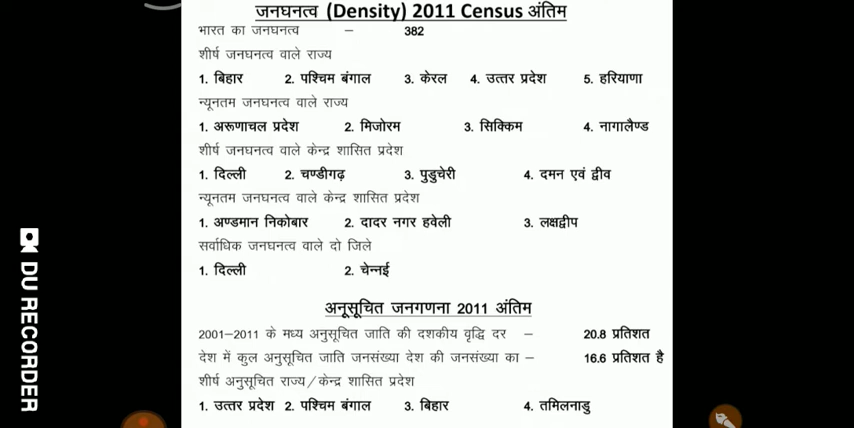 जनघनत्व (Density) 2011 Census अंतिम
भारत का जनघनत्व – 382
शीर्ष जनघनत्व वाले राज्य
1. बिहार 2. पश्चिम बंगाल 3. केरल 4. उत्तर प्रदेश 5. हरियाणा
न्यूनतम जनघनत्व वाले राज्य
1. अरूणाचल प्रदेश 2. मिजोरम 3. सिक्किम 4. नागालैण्ड
शीर्ष जनघनत्व वाले केन्द्र शासित प्रदेश
1. दिल्ली 2. चण्डीगढ़ 3. पुडुचेरी 4. दमन एवं द्वीव
न्यूनतम जनघनत्व वाले केन्द्र शासित प्रदेश
1. अण्डमान निकोबार 2. दादर नगर हवेली 3. लक्षद्वीप
सर्वाधिक जनघनत्व वाले दो जिले
1. दिल्ली 2. चेन्नई
अनूसूचित जनगणना 2011 अंतिम
2001–2011 के मध्य अनुसूचित जाति की दशकीय वृद्धि दर – 20.8 प्रतिशत
देश में कुल अनुसूचित जाति जनसंख्या देश की जनसंख्या का – 16.6 प्रतिशत है
शीर्ष अनुसूचित राज्य/केन्द्र शासित प्रदेश
1. उत्तर प्रदेश 2. पश्चिम बंगाल 3. बिहार 4. तमिलनाडु
DU RECORDER